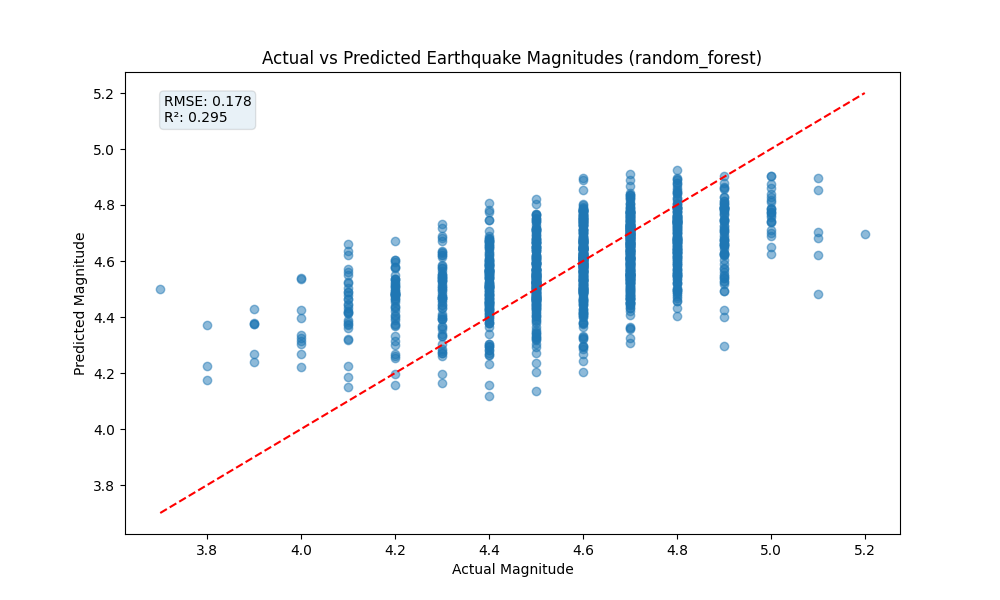 Actual vs Predicted Earthquake Magnitudes (random_forest)
RMSE: 0.178
R²: 0.295
Predicted Magnitude
5.2
5.0
4.8
4.6
4.4
4.2
4.0
3.8
3.8 4.0 4.2 4.4 4.6 4.8 5.0 5.2
Actual Magnitude